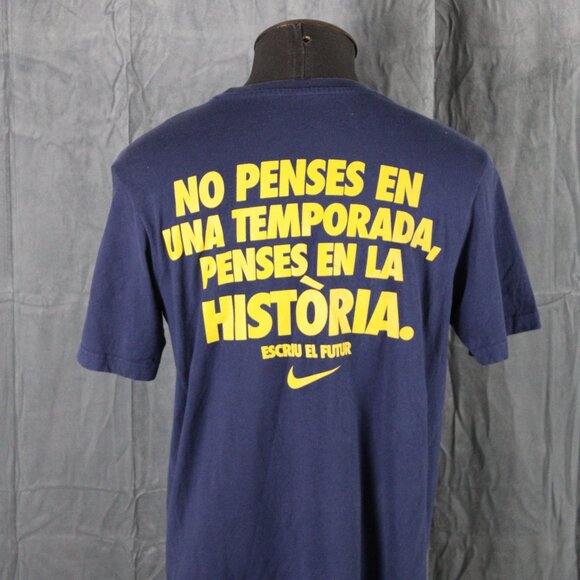 NO PENSES EN
UNA TEMPORADA,
PENSES EN LA
HISTÒRIA.
ESCRIU EL FUTUR